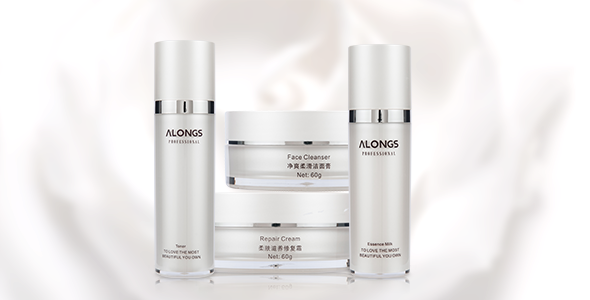 ALONGS
PROFESSIONAL
Toner
TO LOVE THE MOST
BEAUTIFUL YOU OWN
Face Cleanser
净爽柔滑洁面膏
Net: 60g
Repair Cream
柔肤滋养修复霜
Net: 60g
ALONGS
PROFESSIONAL
Essence Milk
TO LOVE THE MOST
BEAUTIFUL YOU OWN